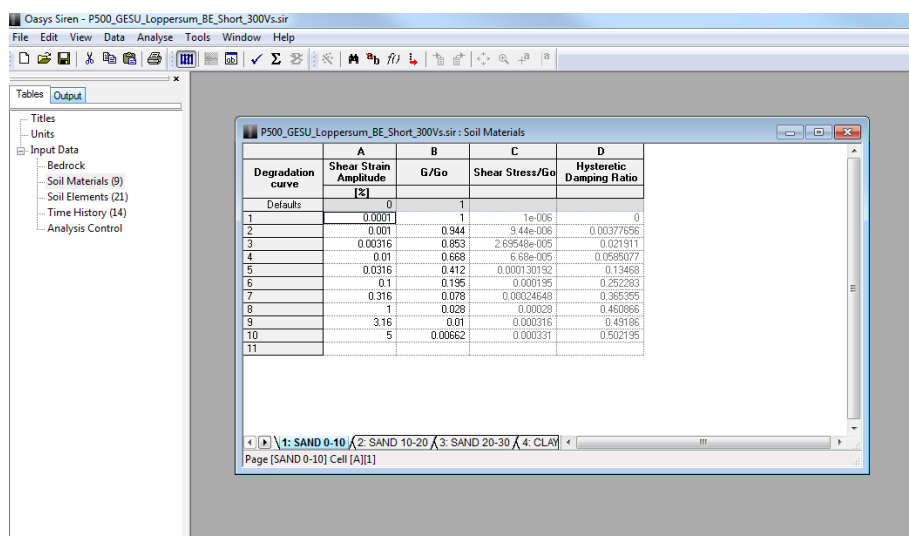 Oasys Siren - P500_GESU_Loppersum_BE_Short_300Vs.sir
File Edit View Data Analyse Tools Window Help
Tables Output
Titles
Units
Input Data
Bedrock
Soil Materials (9)
Soil Elements (21)
Time History (14)
Analysis Control
P500_GESU_Loppersum_BE_Short_300Vs.sir : Soil Materials
A B C D
Degradation curve Shear Strain Amplitude G/Go Shear Stress/Go Hysteretic Damping Ratio
[%]
Defaults 0 1
1 0.0001 1 1e-006 0
2 0.001 0.944 9.44e-006 0.00377656
3 0.00316 0.853 2.69548e-005 0.021911
4 0.01 0.668 6.68e-005 0.0585077
5 0.0316 0.412 0.000130192 0.13468
6 0.1 0.195 0.000195 0.252283
7 0.316 0.078 0.00024648 0.365355
8 1 0.028 0.00028 0.460866
9 3.16 0.01 0.000316 0.49186
10 5 0.00662 0.000331 0.502195
11
1: SAND 0-10 2: SAND 10-20 3: SAND 20-30 4: CLAY
Page [SAND 0-10] Cell [A][1]